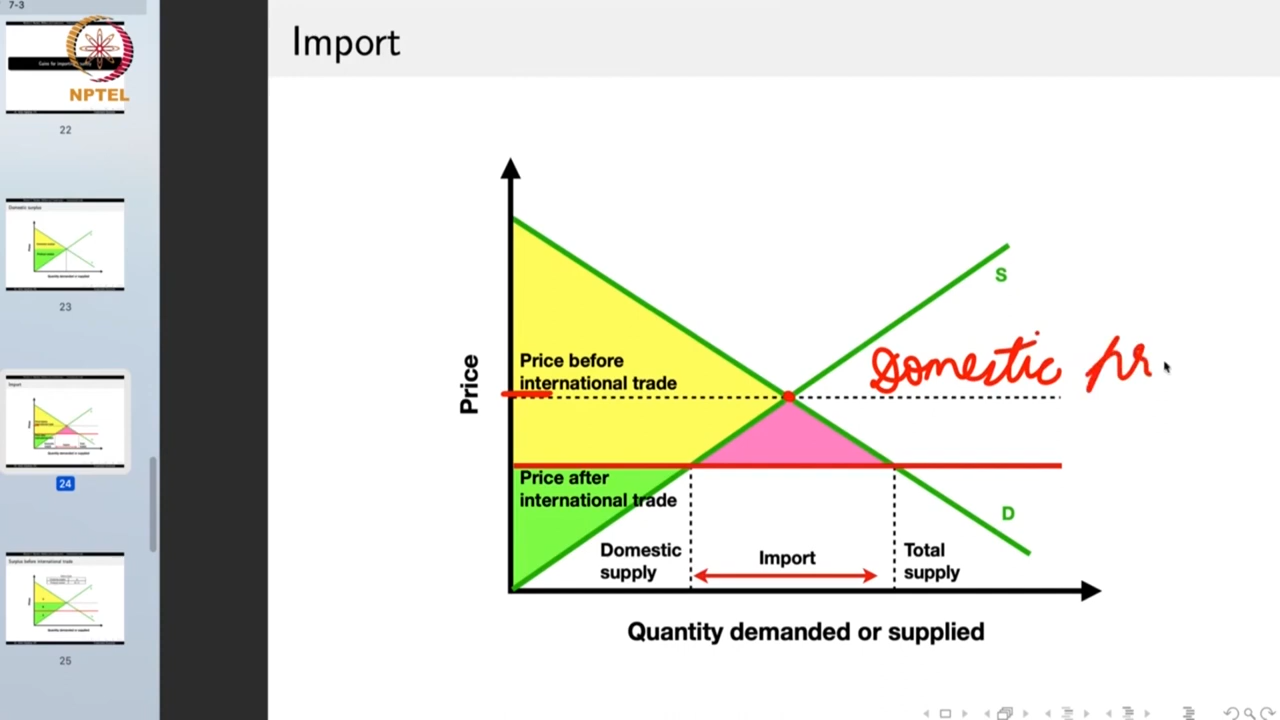 7-3
NPTEL
22
23
24
25
Import
Price
S
Price before
international trade
Domestic pr
Price after
international trade
D
Domestic
supply
Import
Total
supply
Quantity demanded or supplied